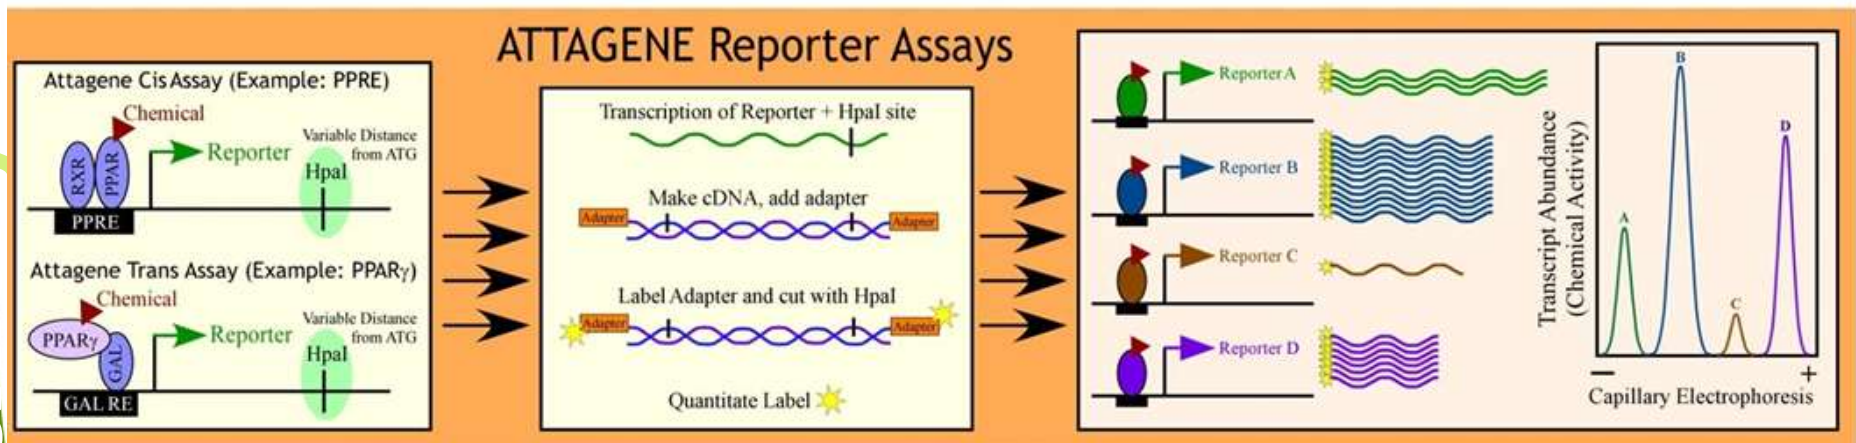 ATTAGENE Reporter Assays
Attagene Cis Assay (Example: PPRE)
Chemical
RXR
PPAR
Reporter
Variable Distance
from ATG
HpaI
PPRE
Attagene Trans Assay (Example: PPARγ)
Chemical
PPARγ
GAL
Reporter
Variable Distance
from ATG
HpaI
GAL RE
Transcription of Reporter + HpaI site
Make cDNA, add adapter
Adapter
Adapter
Label Adapter and cut with HpaI
Adapter
Adapter
Quantitate Label
Reporter A
Reporter B
Reporter C
Reporter D
Transcript Abundance
(Chemical Activity)
A
B
C
D
− +
Capillary Electrophoresis